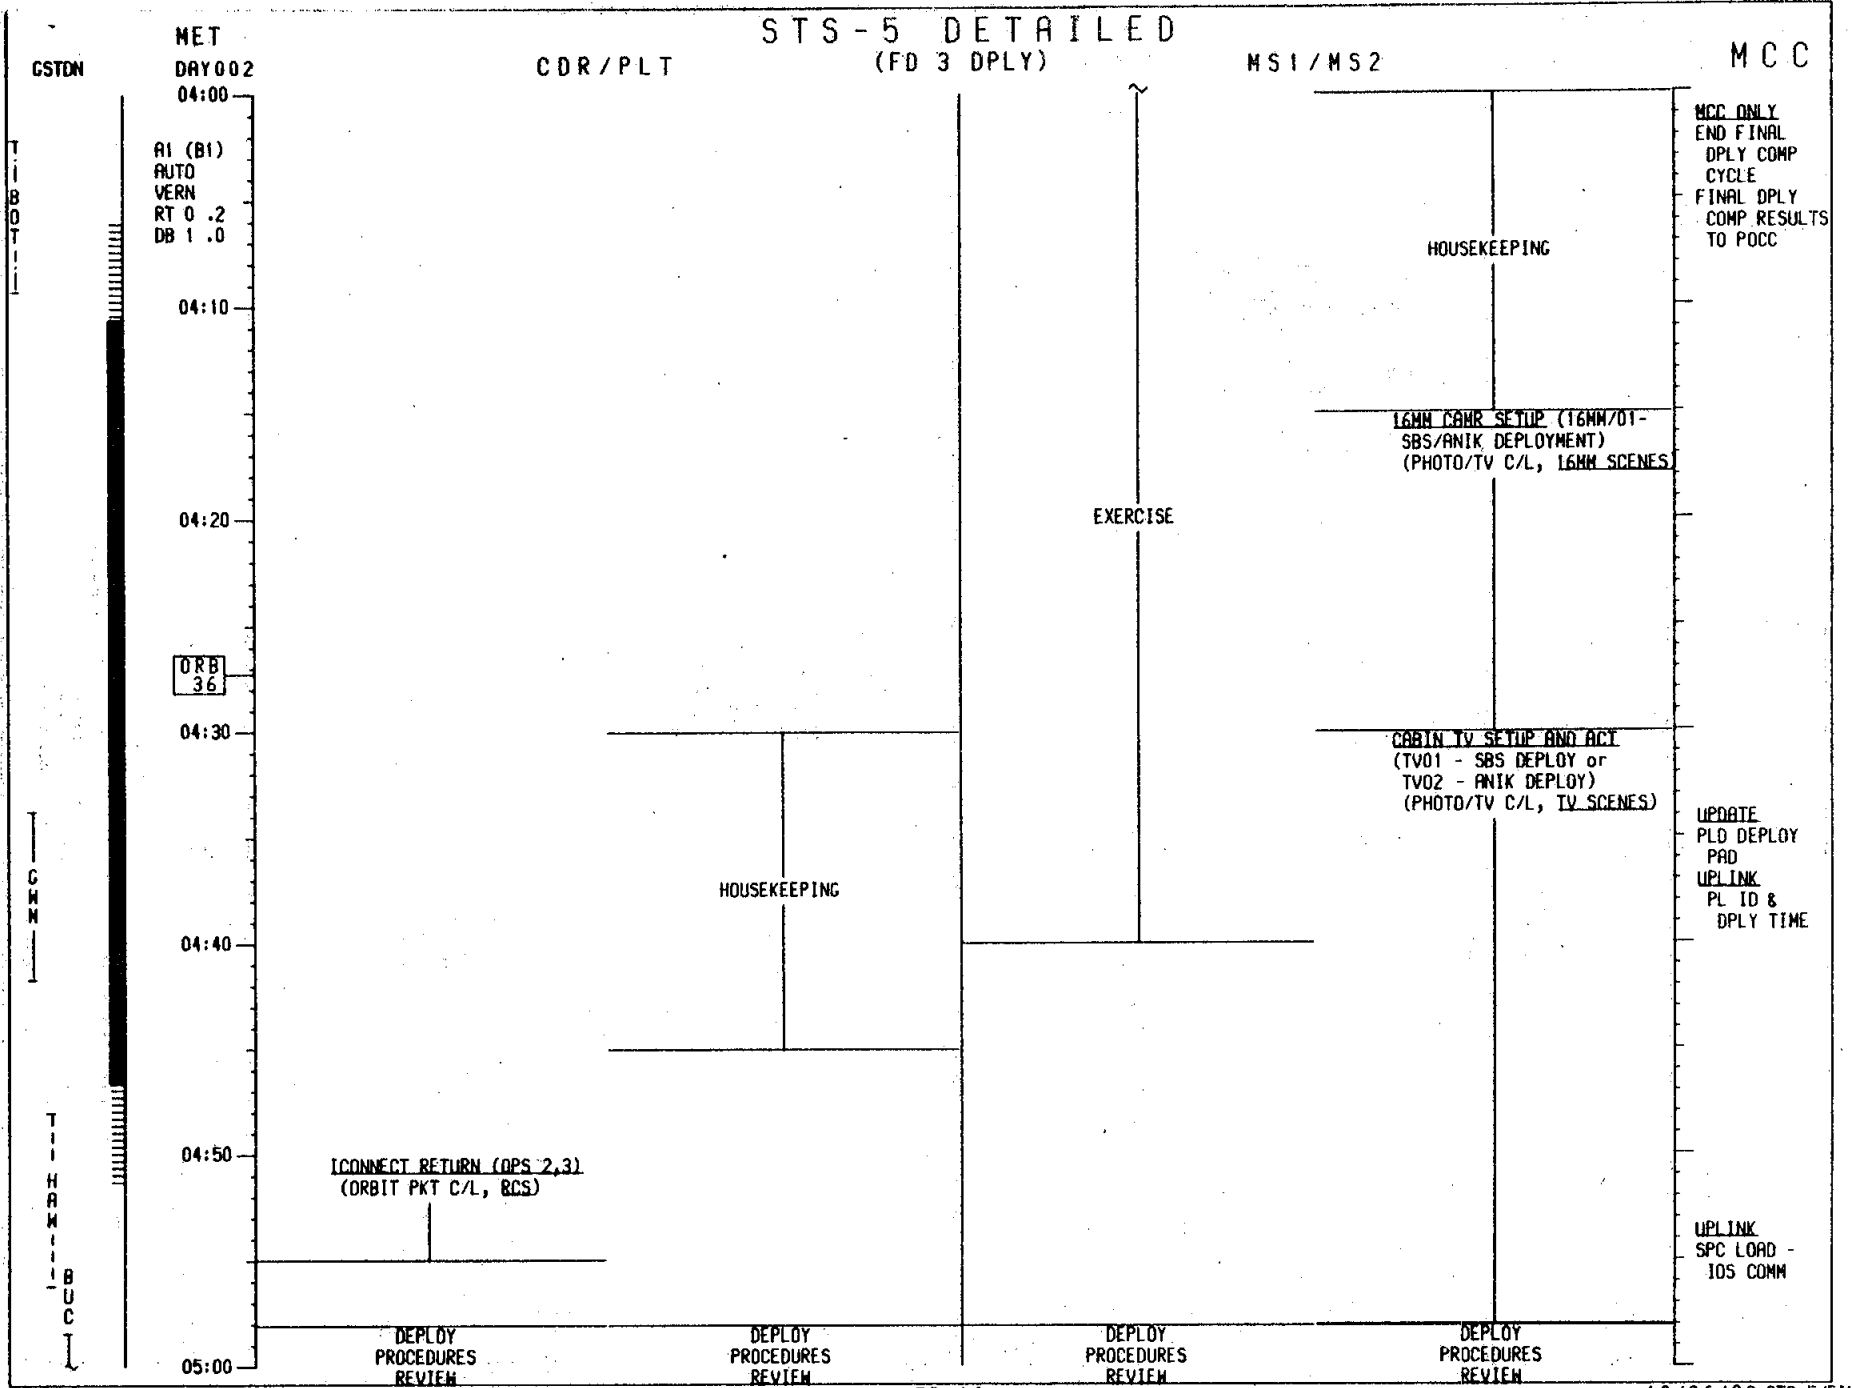 STS-5 DETAILED
(FD 3 DPLY)
MET
DAY002
GSTDN
CDR/PLT
MS1/MS2
MCC
04:00
A1 (B1)
AUTO
VERN
RT 0 .2
DB 1 .0
BOT
04:10
04:20
ORB
36
04:30
GWM
04:40
04:50
HAW
BUC
05:00
ICONNECT RETURN (OPS 2,3)
(ORBIT PKT C/L, RCS)
DEPLOY
PROCEDURES
REVIEW
HOUSEKEEPING
DEPLOY
PROCEDURES
REVIEW
EXERCISE
DEPLOY
PROCEDURES
REVIEW
HOUSEKEEPING
16MM CAMR SETUP (16MM/01-
SBS/ANIK DEPLOYMENT)
(PHOTO/TV C/L, 16MM SCENES
CABIN TV SETUP AND ACT
(TV01 - SBS DEPLOY or
TV02 - ANIK DEPLOY)
(PHOTO/TV C/L, TV SCENES)
DEPLOY
PROCEDURES
REVIEW
MCC ONLY
END FINAL
DPLY COMP
CYCLE
FINAL DPLY
COMP RESULTS
TO POCC
UPDATE
PLD DEPLOY
PAD
UPLINK
PL ID &
DPLY TIME
UPLINK
SPC LOAD -
IOS COMM